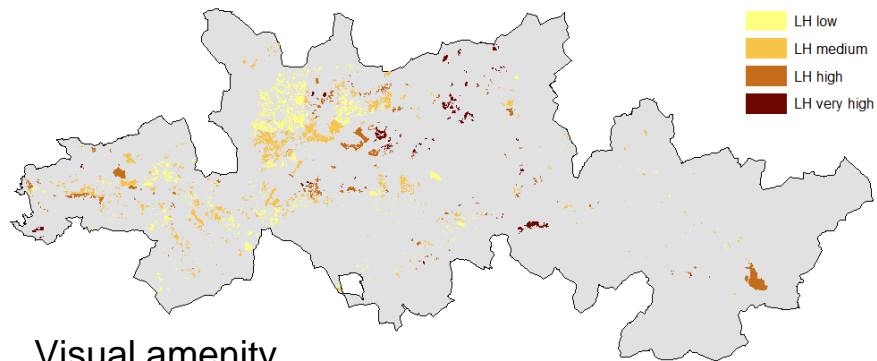 LH low
LH medium
LH high
LH very high
Visual amenity